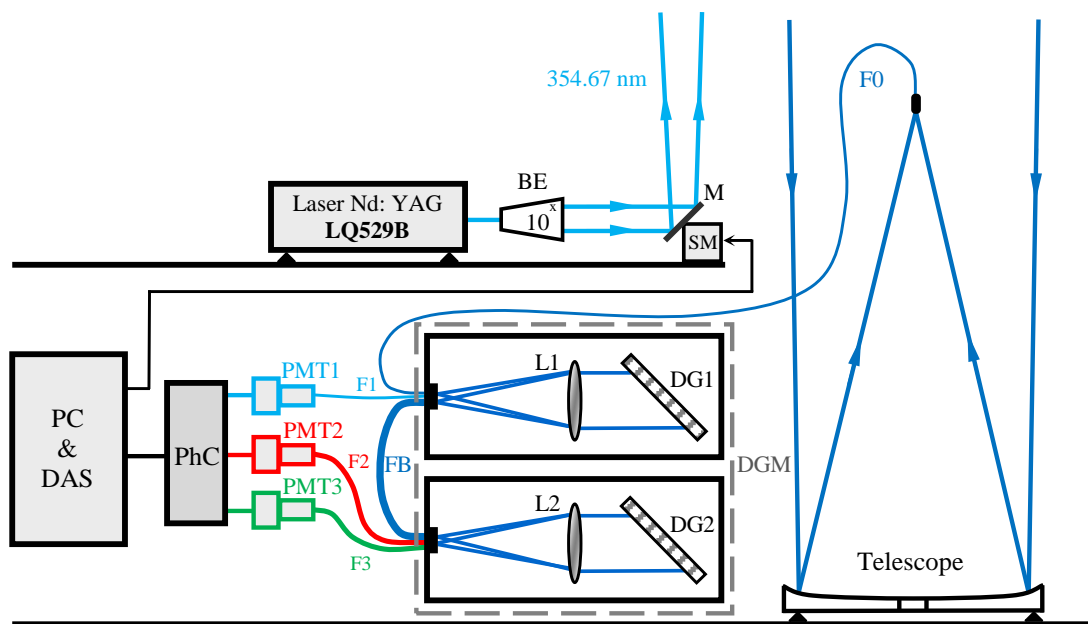 354.67 nm
F0
BE
M
Laser Nd: YAG
LQ529B
10x
SM
PMT1
F1
L1
DG1
PC
&
DAS
PhC
PMT2
F2
FB
DGM
PMT3
F3
L2
DG2
Telescope